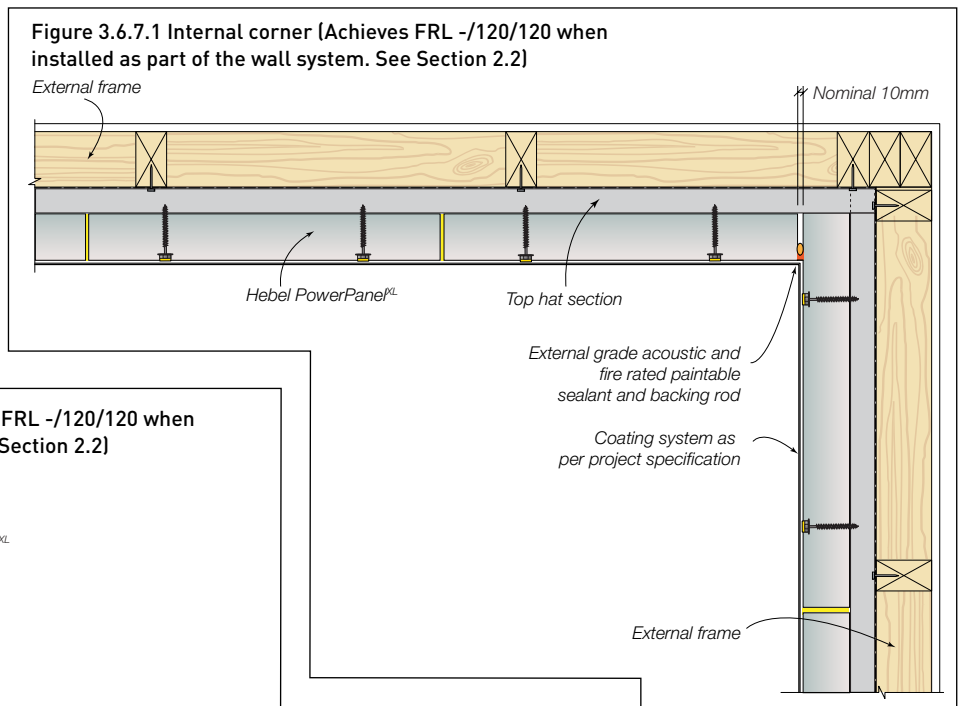 Figure 3.6.7.1 Internal corner (Achieves FRL -/120/120 when
installed as part of the wall system. See Section 2.2)
External frame
Nominal 10mm
Hebel PowerPanelXL
Top hat section
External grade acoustic and
fire rated paintable
sealant and backing rod
Coating system as
per project specification
External frame
FRL -/120/120 when
Section 2.2)
XL